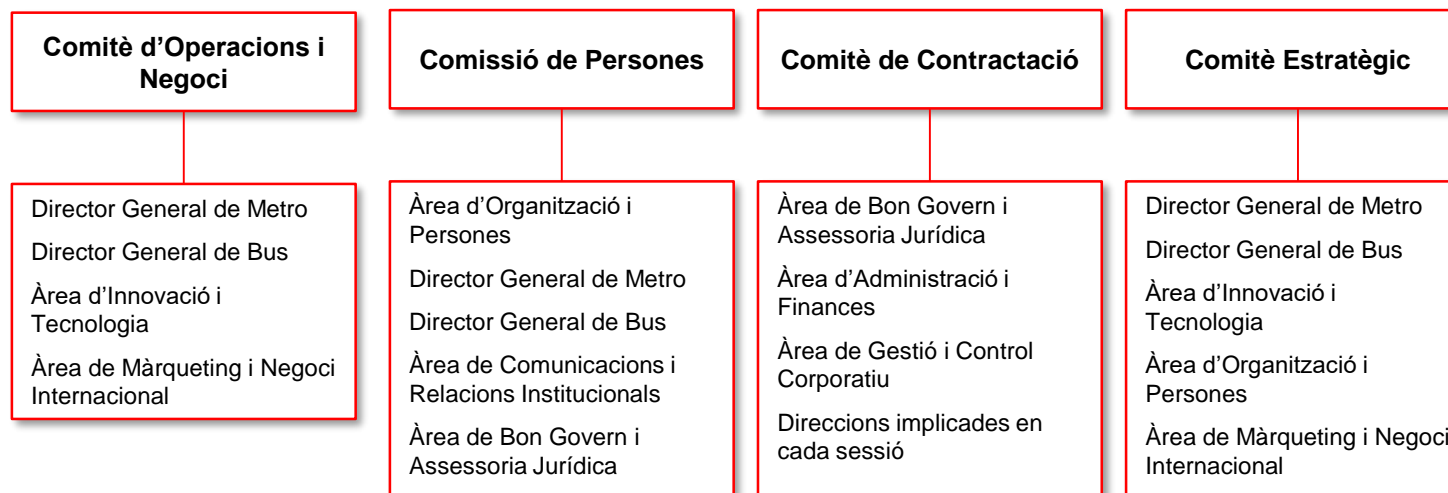 Comitè d’Operacions i
Negoci
Comissió de Persones
Comitè de Contractació
Comitè Estratègic
Director General de Metro
Director General de Bus
Àrea d’Innovació i
Tecnologia
Àrea de Màrqueting i Negoci
Internacional
Àrea d’Organització i
Persones
Director General de Metro
Director General de Bus
Àrea de Comunicacions i
Relacions Institucionals
Àrea de Bon Govern i
Assessoria Jurídica
Àrea de Bon Govern i
Assessoria Jurídica
Àrea d’Administració i
Finances
Àrea de Gestió i Control
Corporatiu
Direccions implicades en
cada sessió
Director General de Metro
Director General de Bus
Àrea d’Innovació i
Tecnologia
Àrea d’Organització i
Persones
Àrea de Màrqueting i Negoci
Internacional